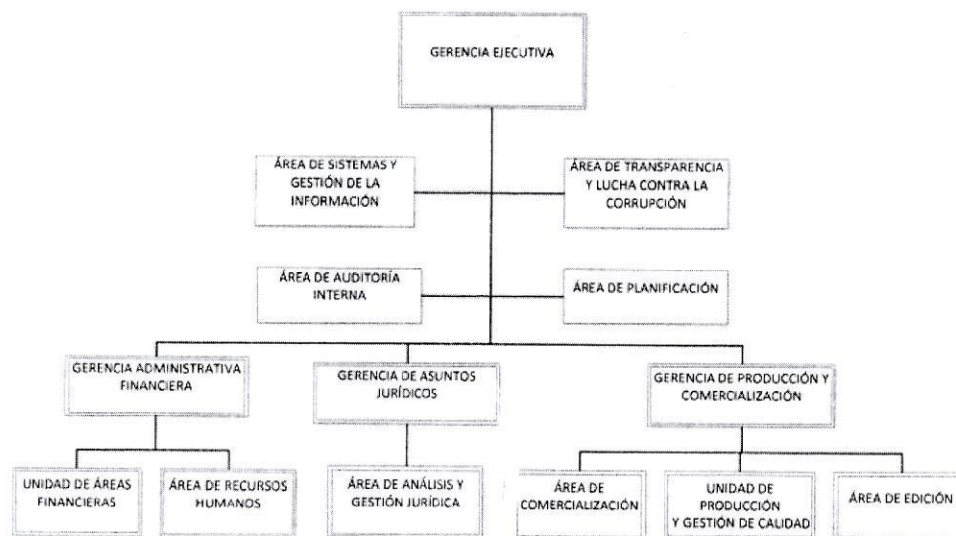 GERENCIA EJECUTIVA
ÁREA DE SISTEMAS Y
GESTIÓN DE LA
INFORMACIÓN
ÁREA DE TRANSPARENCIA
Y LUCHA CONTRA LA
CORRUPCIÓN
ÁREA DE AUDITORÍA
INTERNA
ÁREA DE PLANIFICACIÓN
GERENCIA ADMINISTRATIVA
FINANCIERA
GERENCIA DE ASUNTOS
JURÍDICOS
GERENCIA DE PRODUCCIÓN Y
COMERCIALIZACIÓN
UNIDAD DE ÁREAS
FINANCIERAS
ÁREA DE RECURSOS
HUMANOS
ÁREA DE ANÁLISIS Y
GESTIÓN JURÍDICA
ÁREA DE
COMERCIALIZACIÓN
UNIDAD DE
PRODUCCIÓN
Y GESTIÓN DE CALIDAD
ÁREA DE EDICIÓN